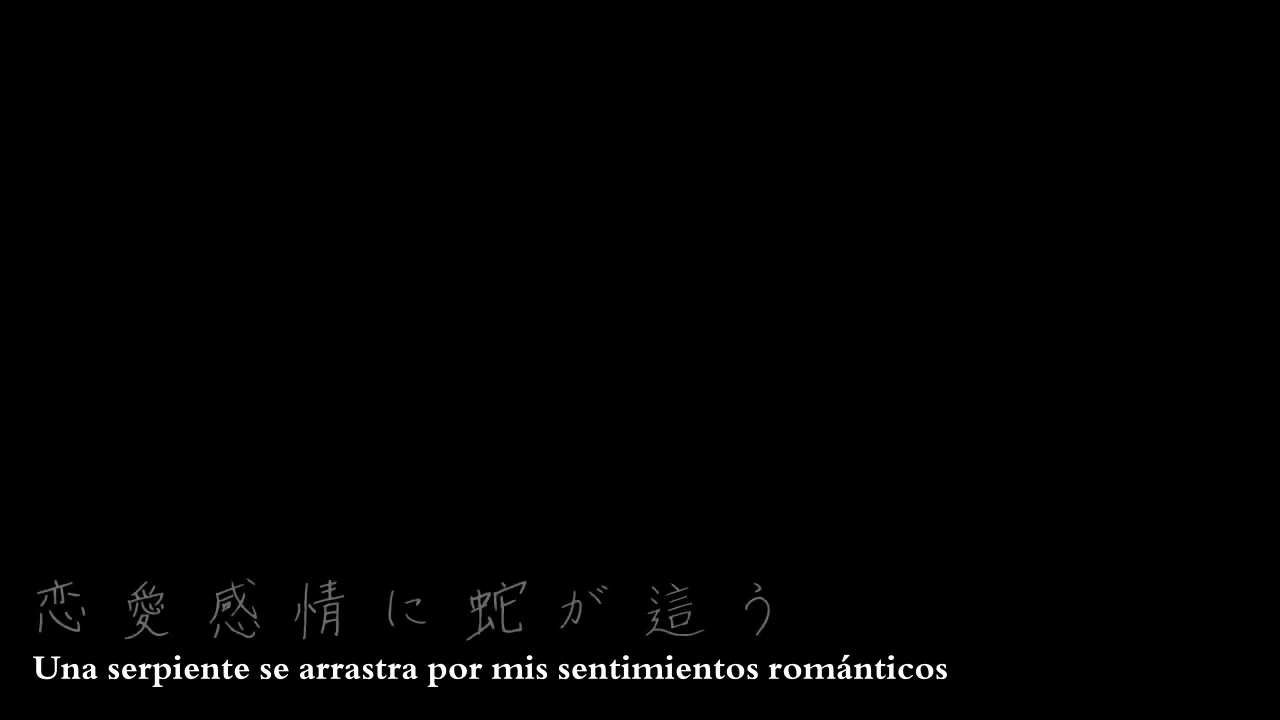 恋愛感情に蛇が這う
Una serpiente se arrastra por mis sentimientos románticos